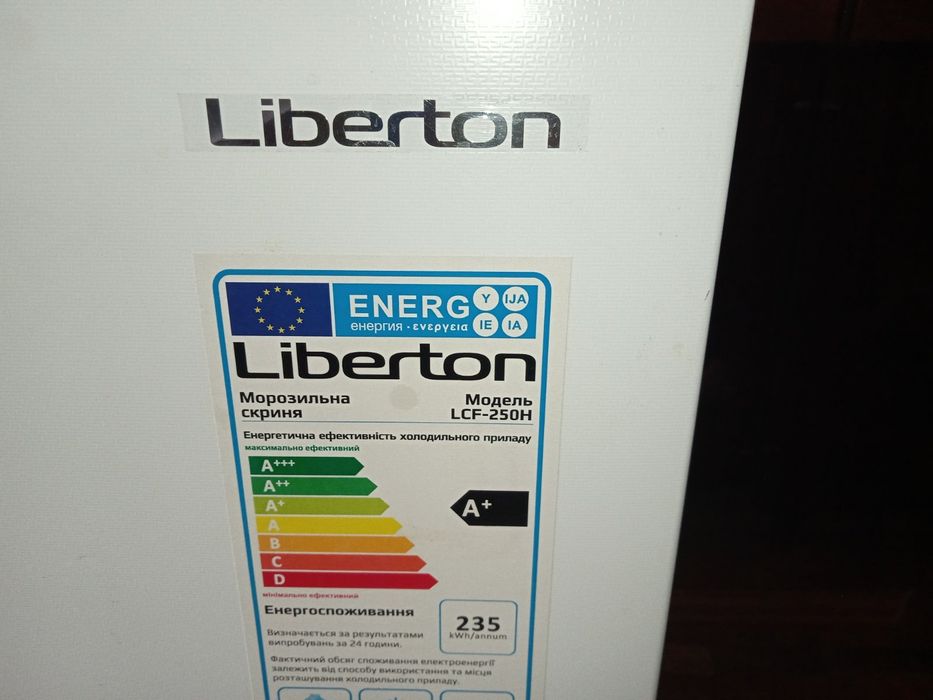 Liberton
ENERG Y IJA
енергия · ενεργεια IE IA
Liberton
Морозильна скриня
Модель LCF-250H
Енергетична ефективність холодильного приладу
максимально ефективний
A+++
A++
A+
A+
A
B
C
D
мінімально ефективний
Енергоспоживання
235
kWh/annum
Визначається за результатами
випробувань за 24 години.
Фактичний обсяг споживання електроенергії
залежить від способу використання та місця
розташування холодильного приладу.